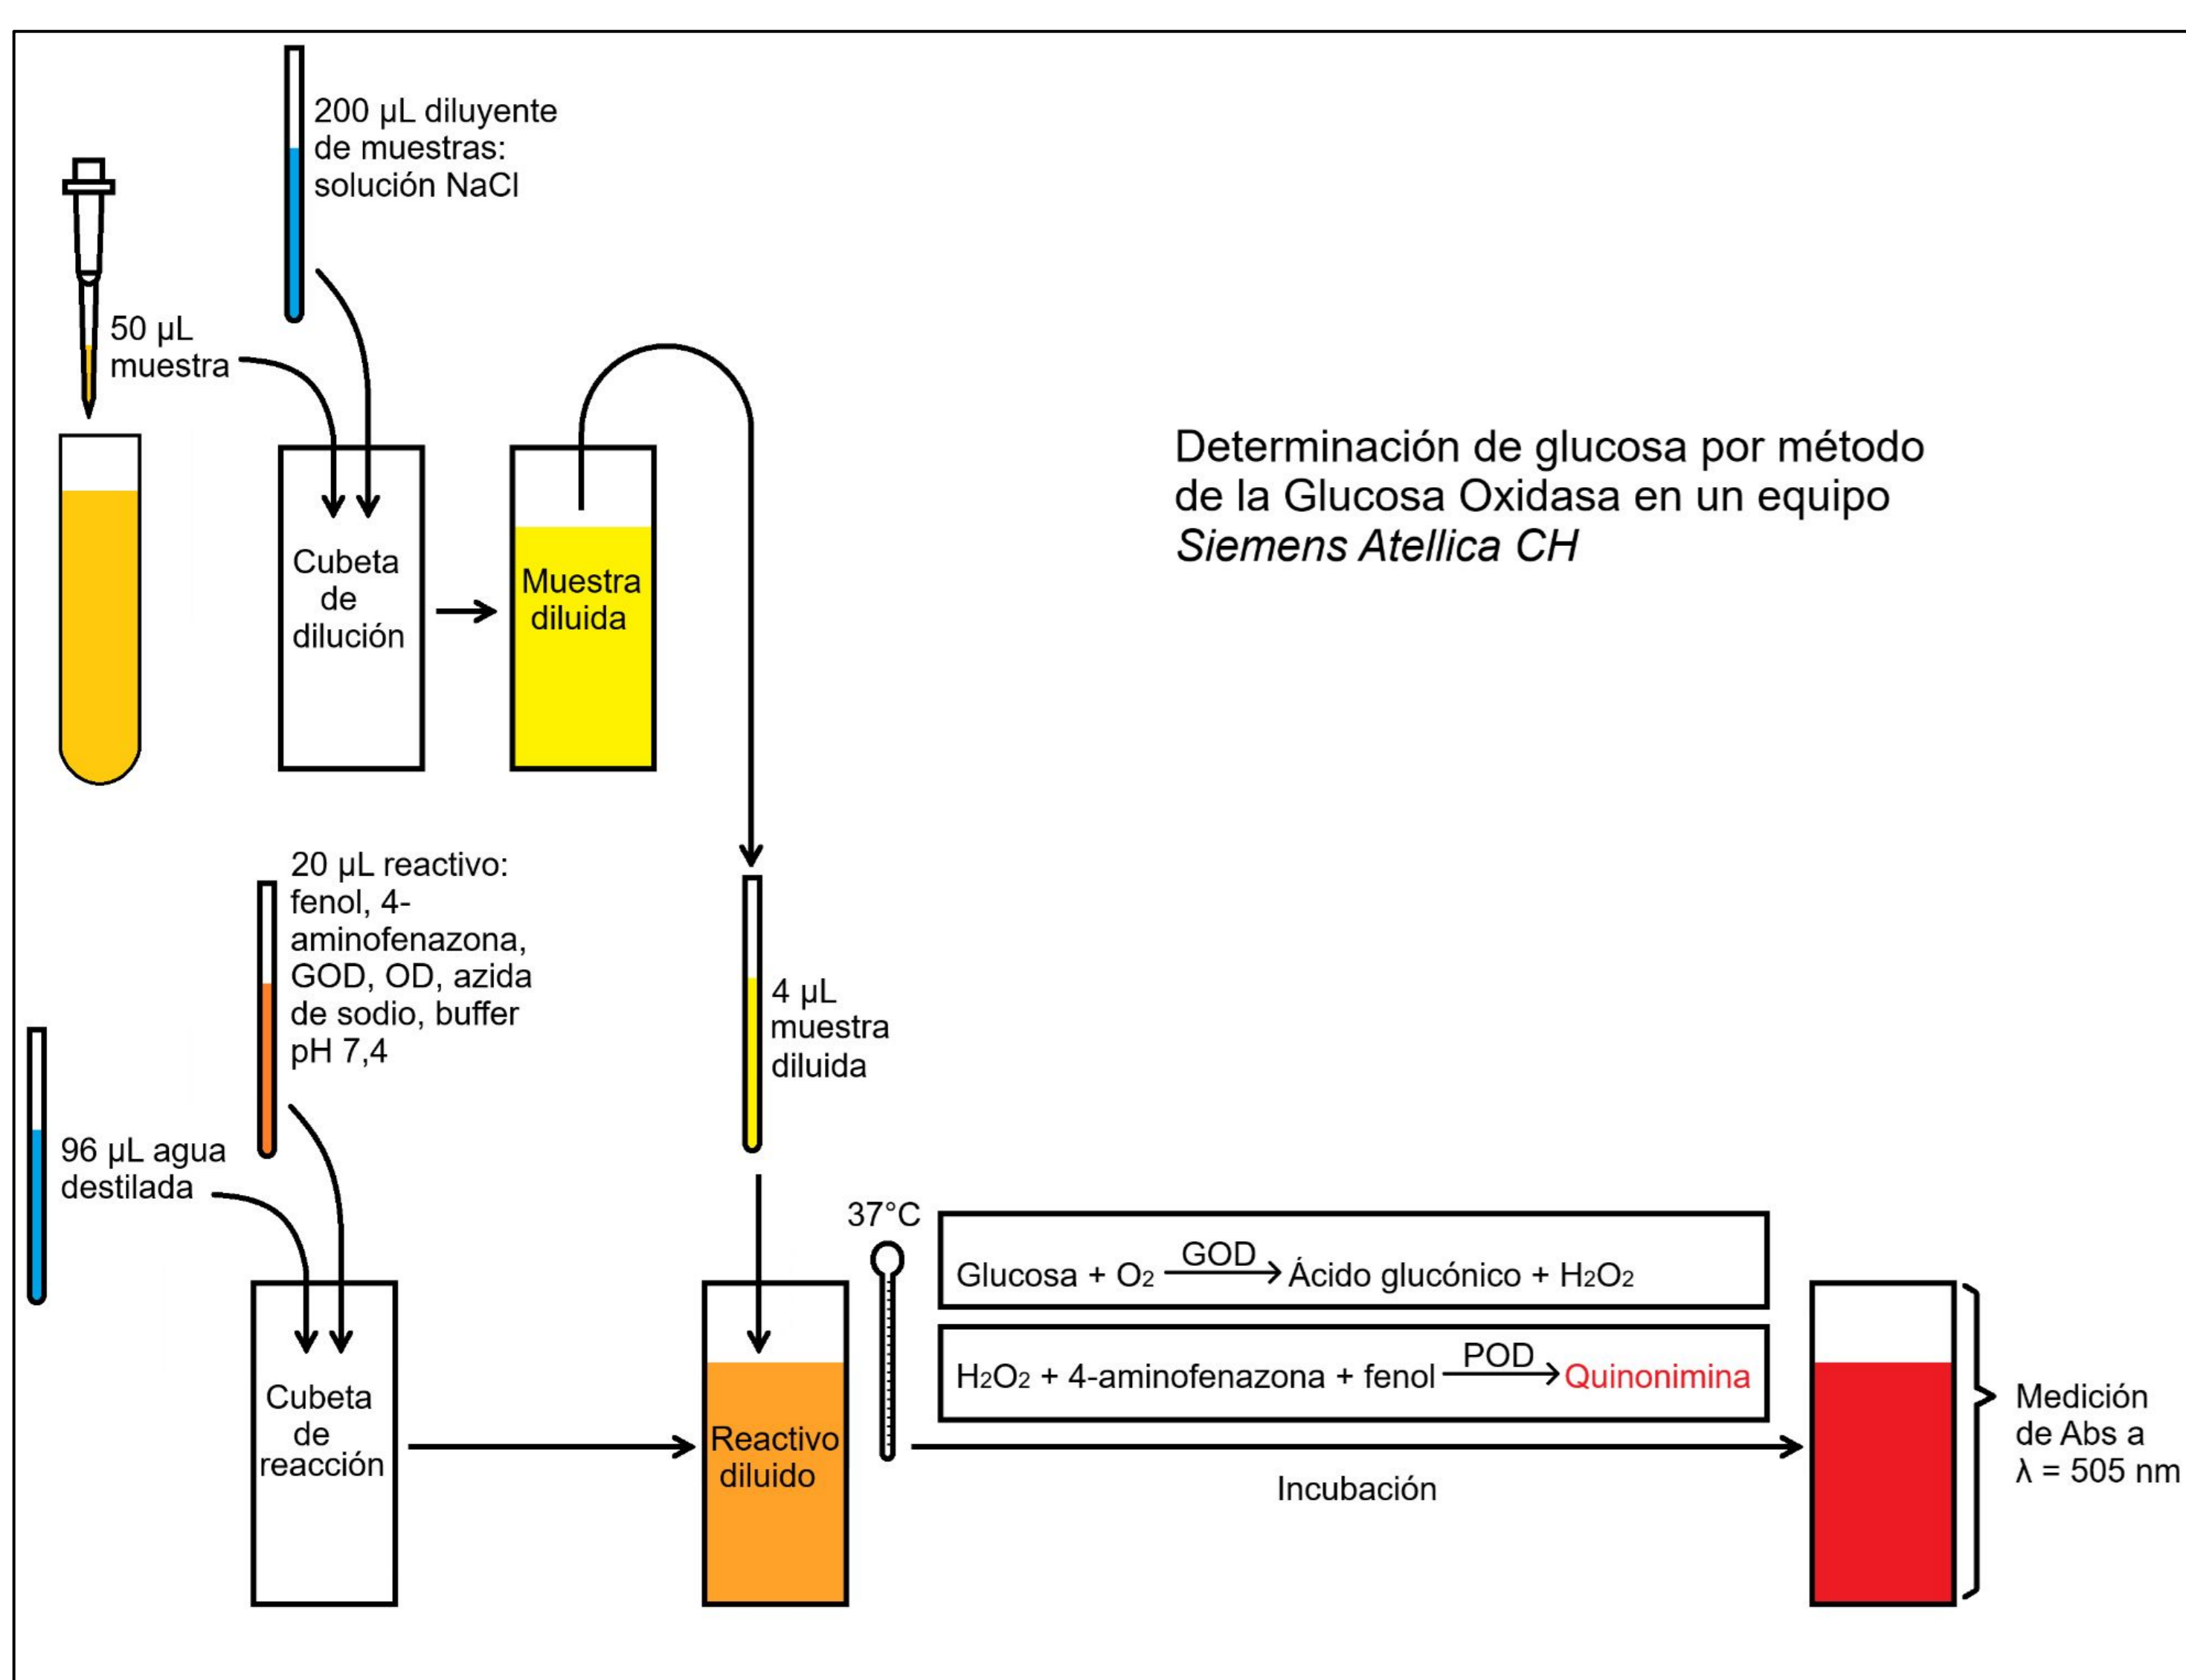 200 µL diluyente
de muestras:
solución NaCl
50 µL
muestra
Cubeta
de
dilución
Muestra
diluida
Determinación de glucosa por método
de la Glucosa Oxidasa en un equipo
Siemens Atellica CH
20 µL reactivo:
fenol, 4-
aminofenazona,
GOD, OD, azida
de sodio, buffer
pH 7,4
96 µL agua
destilada
4 µL
muestra
diluida
Cubeta
de
reacción
Reactivo
diluido
37°C
Glucosa + O2 GOD Ácido glucónico + H2O2
H2O2 + 4-aminofenazona + fenol POD Quinonimina
Incubación
Medición
de Abs a
λ = 505 nm